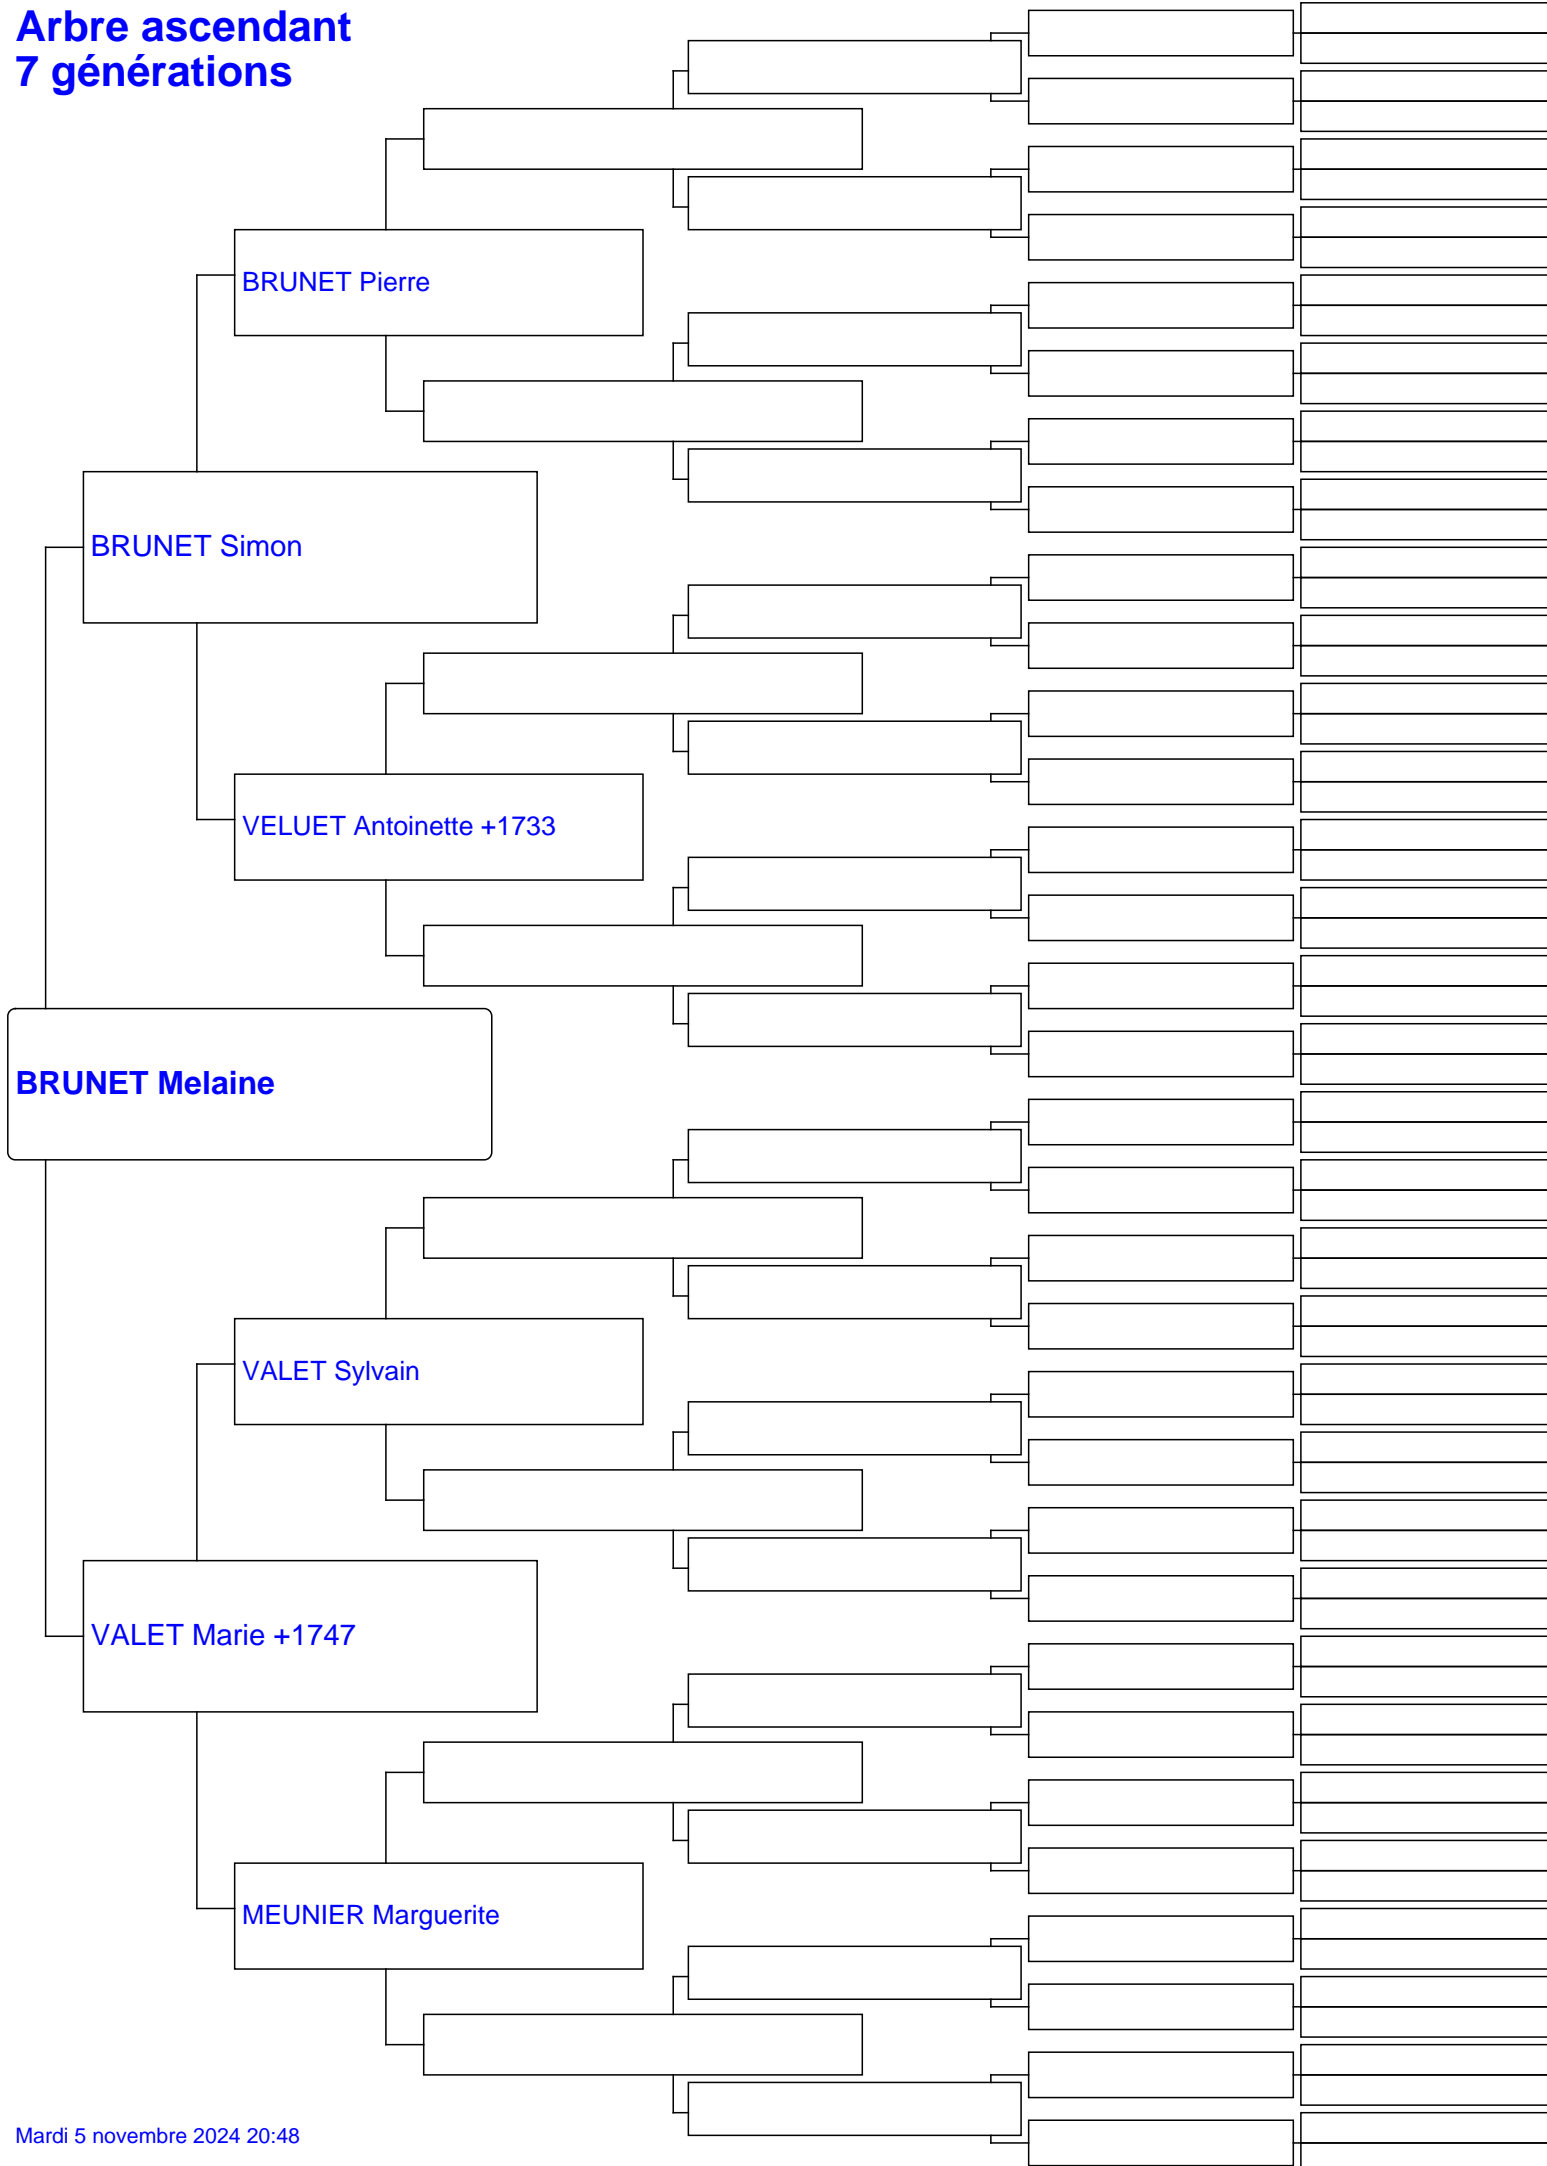 Arbre ascendant
7 générations
BRUNET Pierre
BRUNET Simon
VELUET Antoinette +1733
BRUNET Melaine
VALET Sylvain
VALET Marie +1747
MEUNIER Marguerite
Mardi 5 novembre 2024 20:48